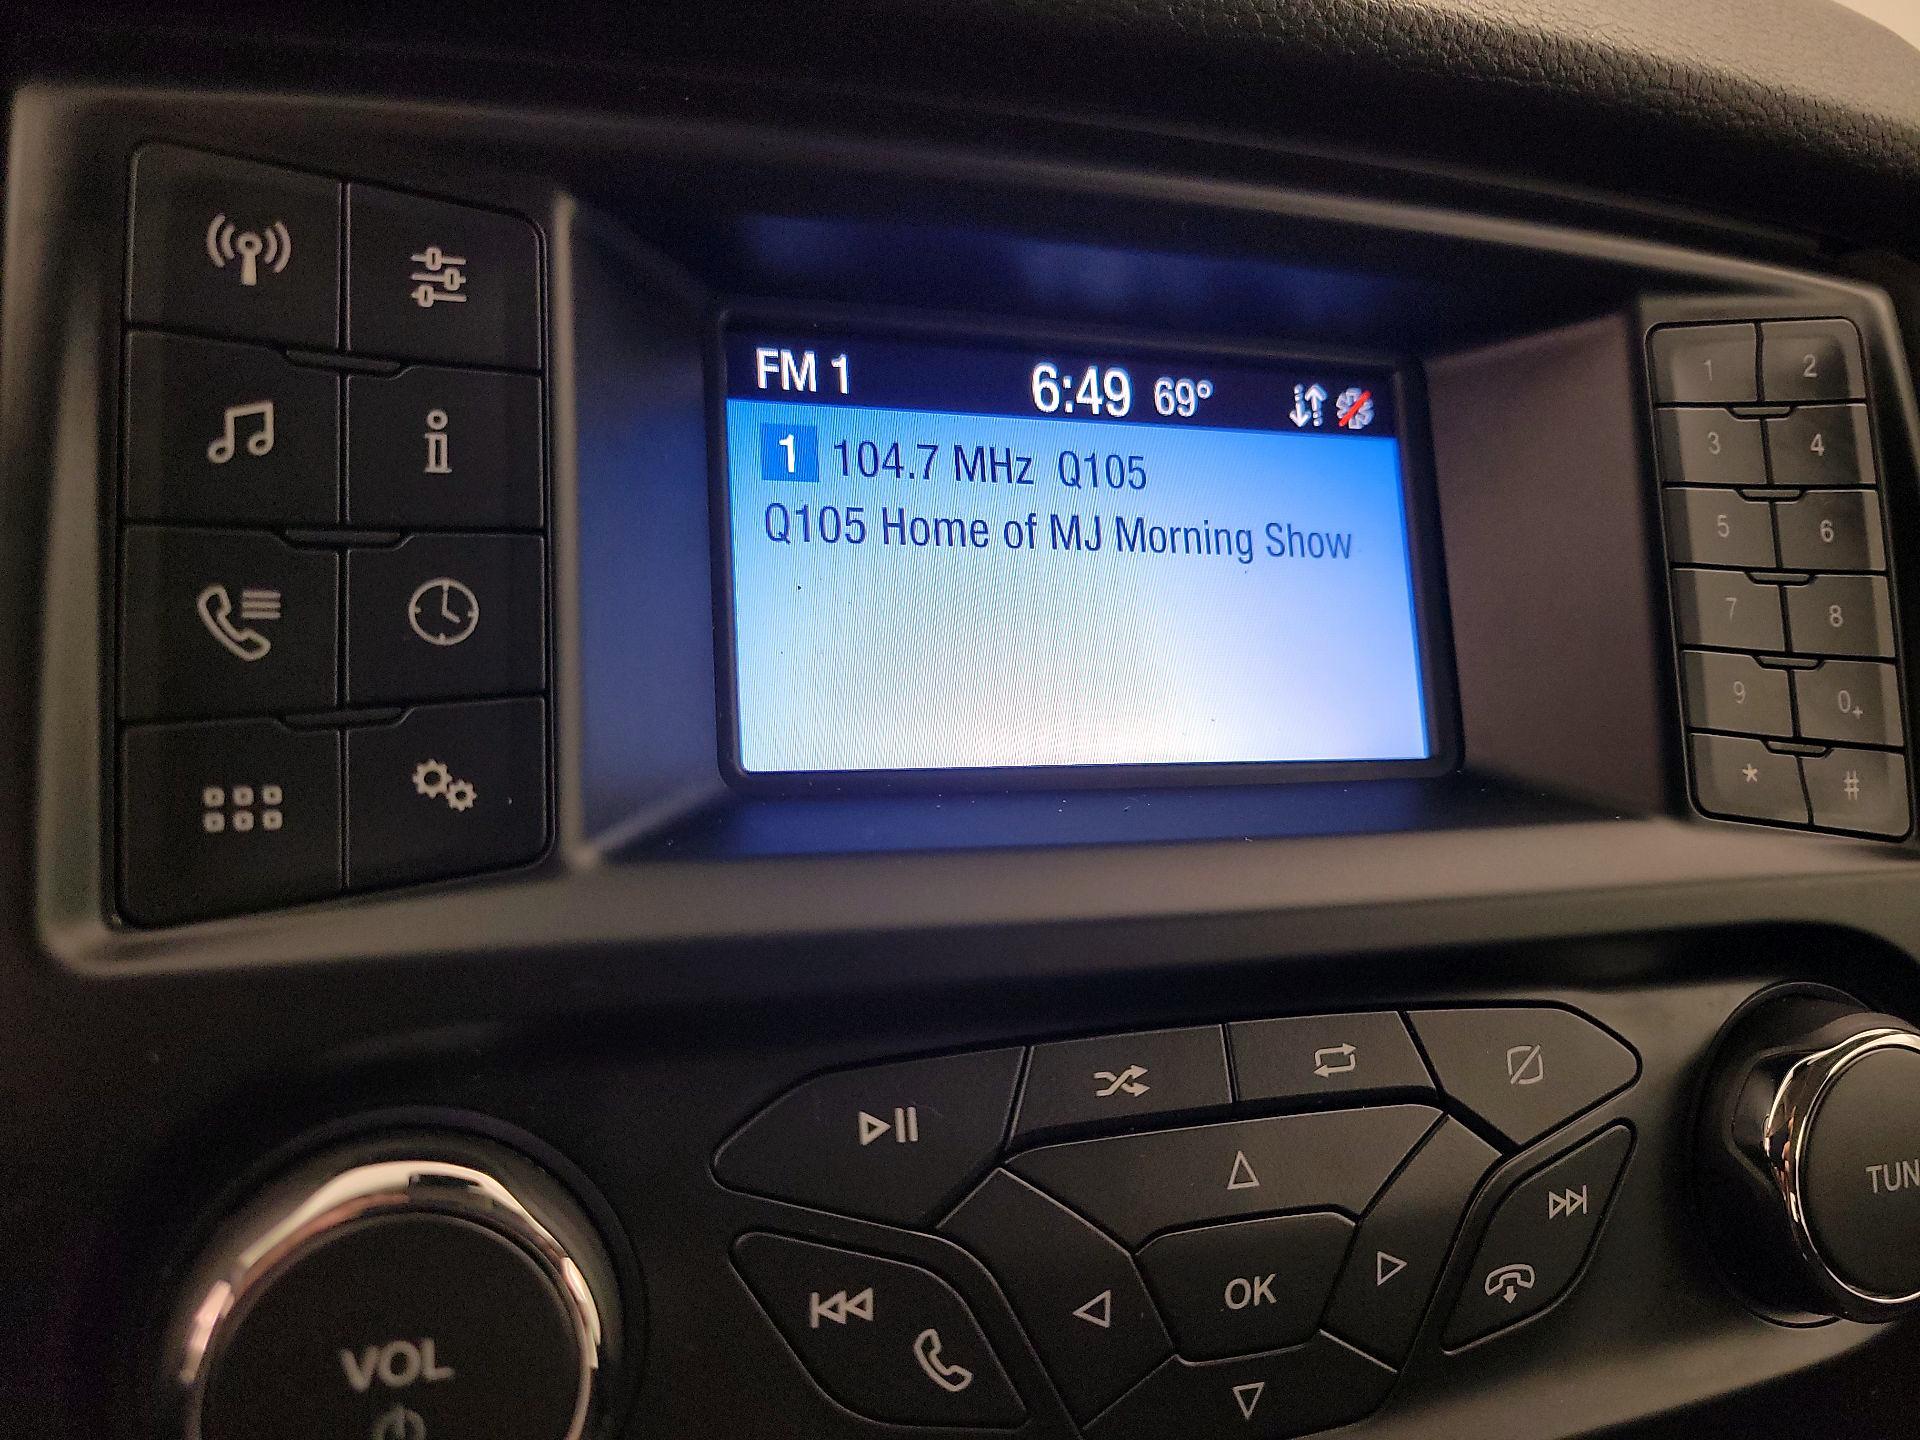 FM 1 6:49 69°
1 104.7 MHz Q105
Q105 Home of MJ Morning Show
1 2
3 4
5 6
7 8
9 0+
* #
OK
VOL
TUN